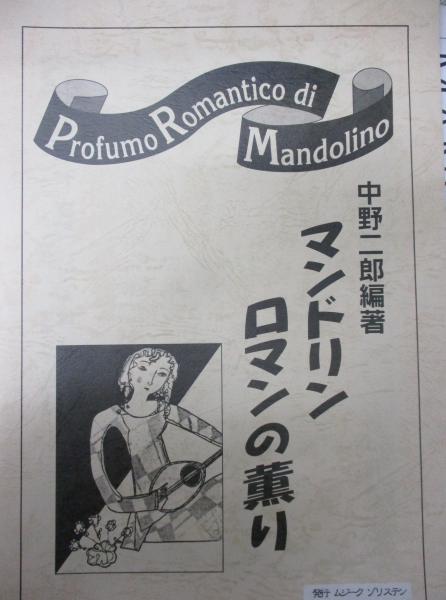 Profumo Romantico di
Mandolino
中野二郎編著
マンドリン
ロマンの薫り
発行 ムジーク ゾリステン